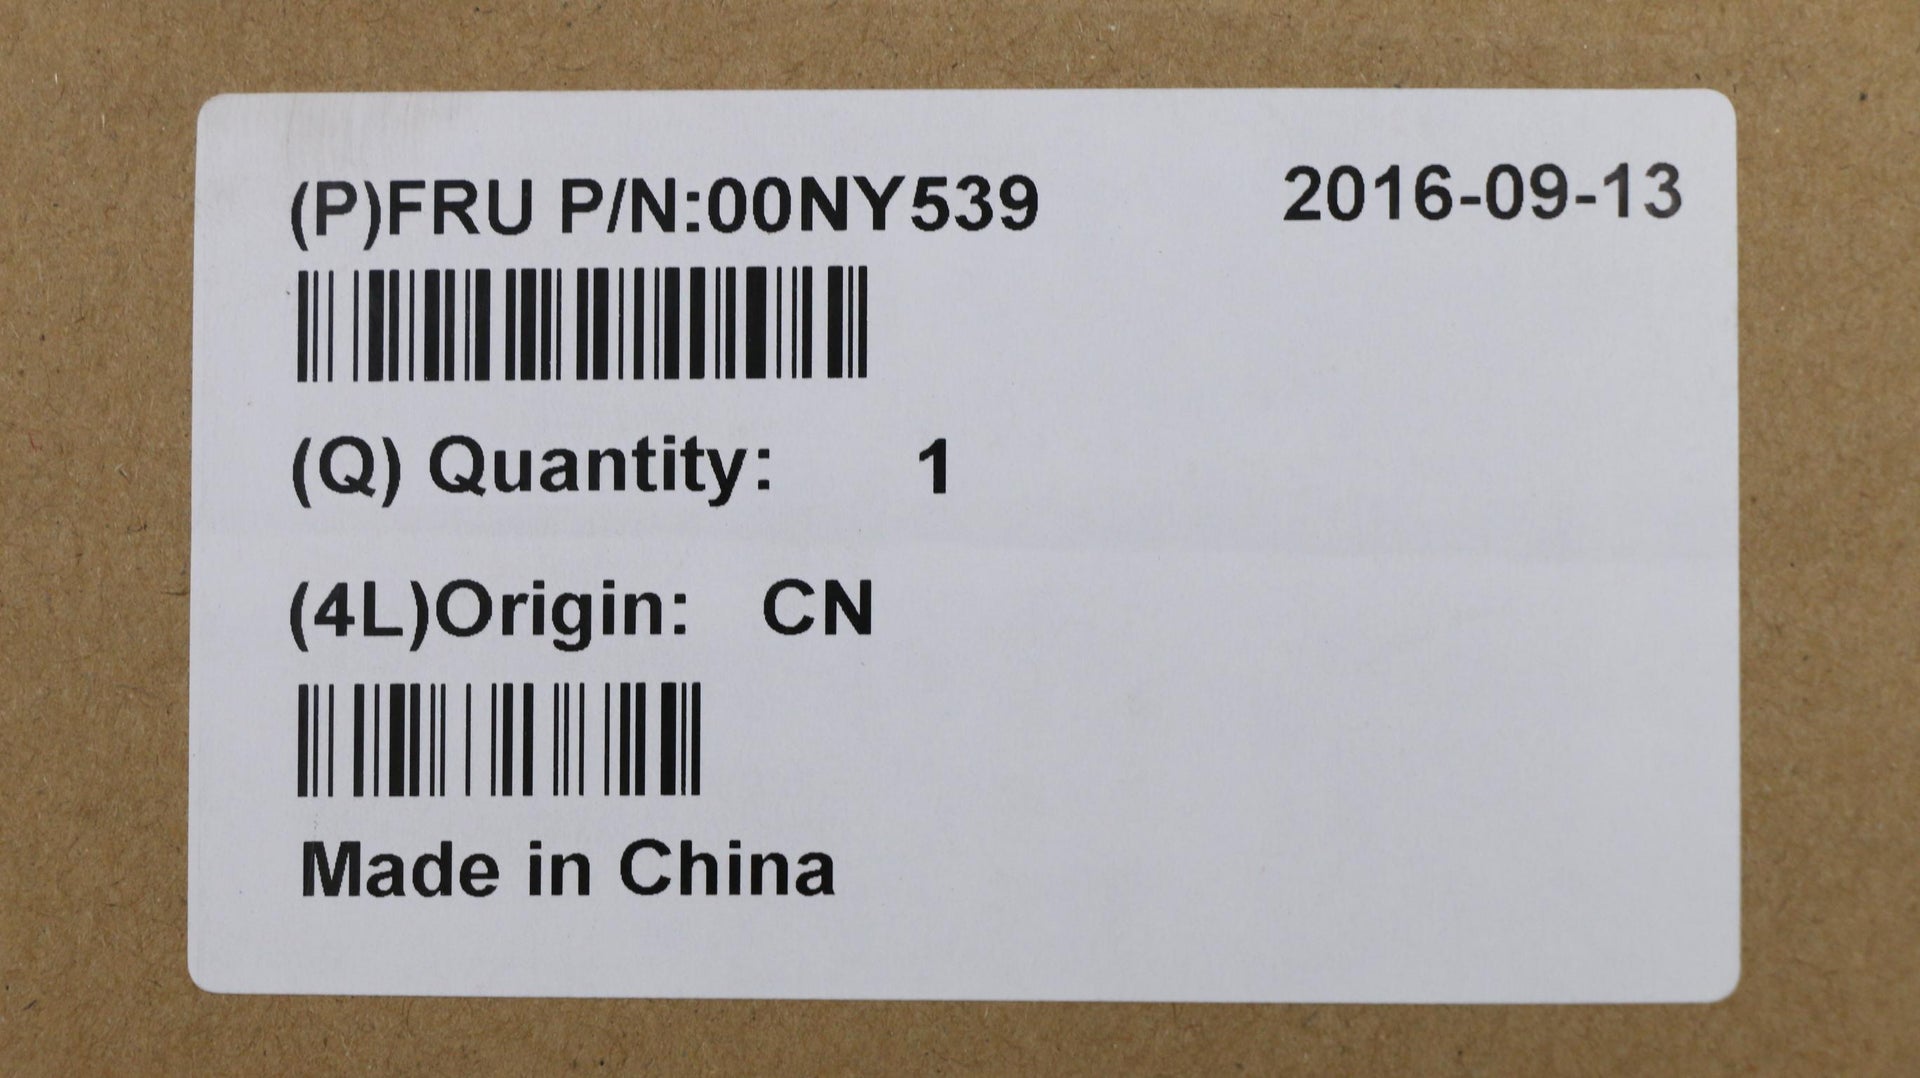 (P)FRU P/N:00NY539 2016-09-13
(Q) Quantity: 1
(4L)Origin: CN
Made in China